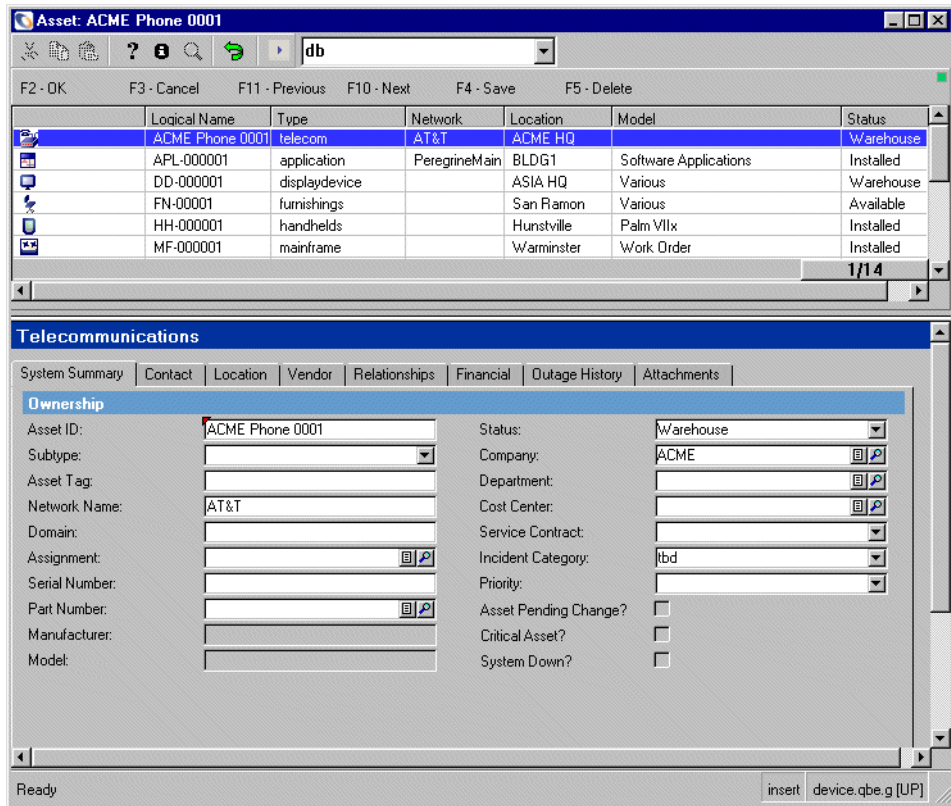 Asset: ACME Phone 0001
db
F2 - OK F3 - Cancel F11 - Previous F10 - Next F4 - Save F5 - Delete
Logical Name Type Network Location Model Status
ACME Phone 0001 telecom AT&T ACME HQ Warehouse
APL-000001 application PeregrineMain BLDG1 Software Applications Installed
DD-000001 displaydevice ASIA HQ Various Warehouse
FN-00001 furnishings San Ramon Various Available
HH-000001 handhelds Hunstville Palm VIIx Installed
MF-000001 mainframe Warminster Work Order Installed
1/14
Telecommunications
System Summary Contact Location Vendor Relationships Financial Outage History Attachments
Ownership
Asset ID: ACME Phone 0001 Status: Warehouse
Subtype: Company: ACME
Asset Tag: Department:
Network Name: AT&T Cost Center:
Domain: Service Contract:
Assignment: Incident Category: tbd
Serial Number: Priority:
Part Number: Asset Pending Change?
Manufacturer: Critical Asset?
Model: System Down?
Ready insert device.qbe.g [UP]